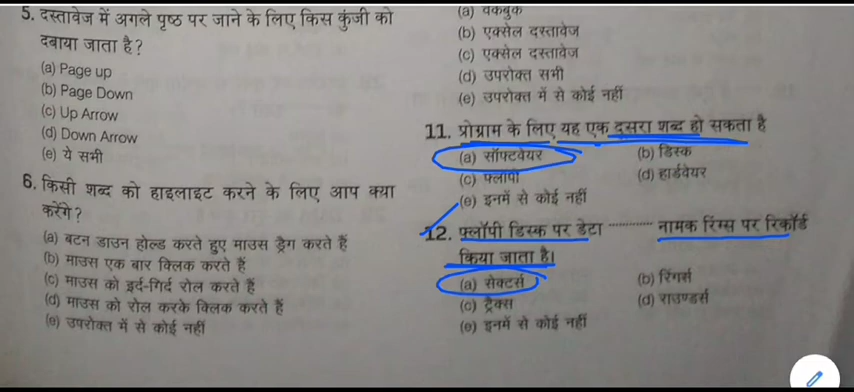 5. दस्तावेज में अगले पृष्ठ पर जाने के लिए किस कुंजी को
दबाया जाता है?
(a) Page up
(b) Page Down
(c) Up Arrow
(d) Down Arrow
(e) ये सभी
6. किसी शब्द को हाइलाइट करने के लिए आप क्या
करेंगे?
(a) बटन डाउन होल्ड करते हुए माउस ड्रैग करते हैं
(b) माउस एक बार क्लिक करते हैं
(c) माउस को इर्द-गिर्द रोल करते हैं
(d) माउस को रोल करके क्लिक करते हैं
(e) उपरोक्त में से कोई नहीं
(a) वर्कबुक
(b) एक्सेल दस्तावेज
(c) एक्सेल दस्तावेज
(d) उपरोक्त सभी
(e) उपरोक्त में से कोई नहीं
11. प्रोग्राम के लिए यह एक दूसरा शब्द हो सकता है
(a) सॉफ्टवेयर (b) डिस्क
(c) फ्लॉपी (d) हार्डवेयर
(e) इनमें से कोई नहीं
12. फ्लॉपी डिस्क पर डेटा ............ नामक रिंग्स पर रिकॉर्ड
किया जाता है।
(a) सेक्टर्स (b) रिंगर्स
(c) ट्रैक्स (d) राउण्डर्स
(e) इनमें से कोई नहीं